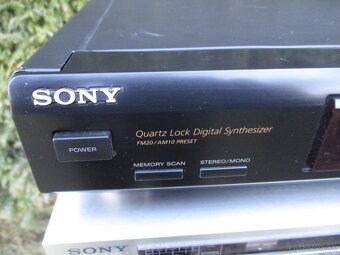 SONY
Quartz Lock Digital Synthesizer
FM20/AM10 PRESET
POWER
MEMORY SCAN
STEREO/MONO
SONY